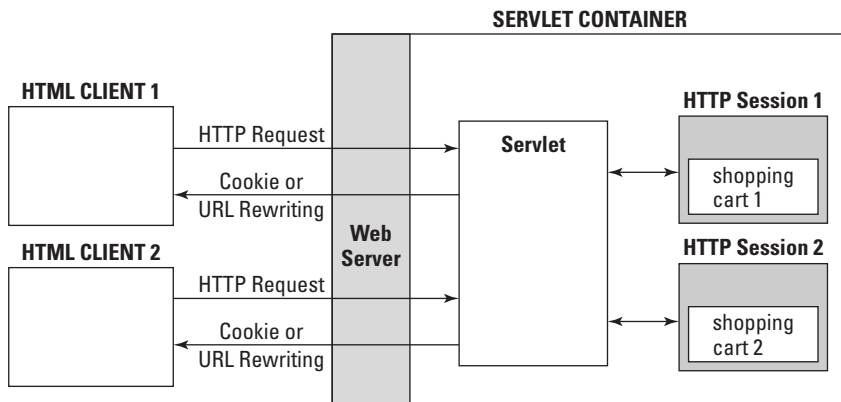 SERVLET CONTAINER
HTML CLIENT 1
HTTP Request
Cookie or
URL Rewriting
HTML CLIENT 2
HTTP Request
Cookie or
URL Rewriting
Web
Server
Servlet
HTTP Session 1
shopping
cart 1
HTTP Session 2
shopping
cart 2